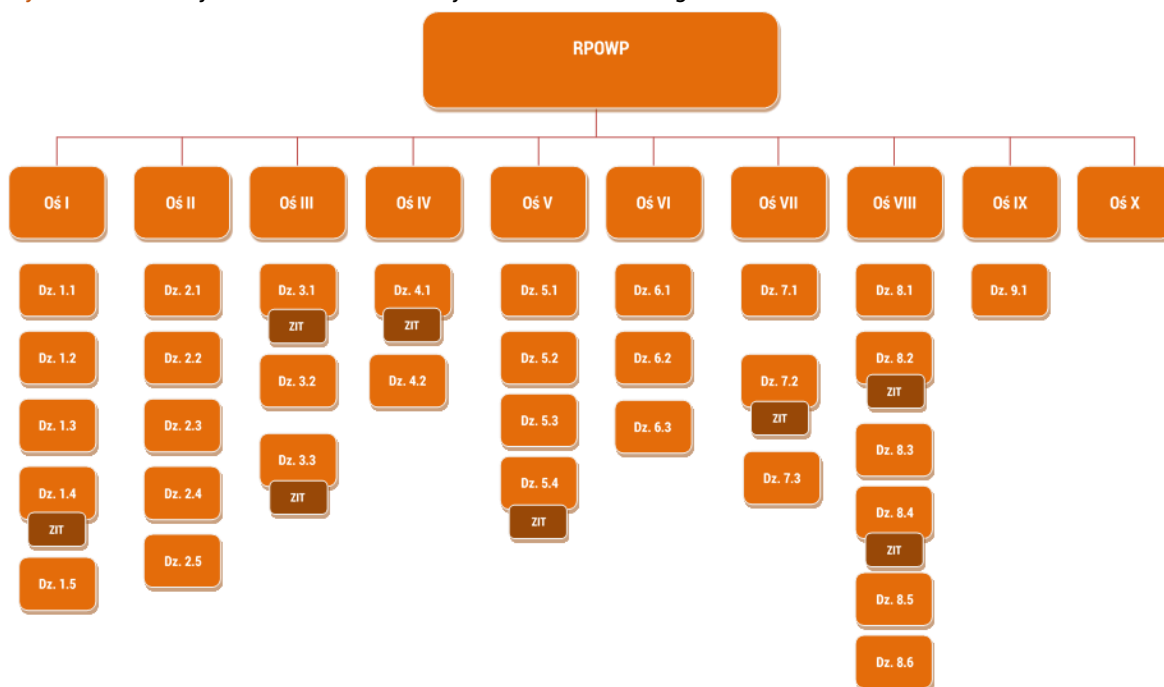 RPOWP
Oś I
Oś II
Oś III
Oś IV
Oś V
Oś VI
Oś VII
Oś VIII
Oś IX
Oś X
Dz. 1.1
Dz. 1.2
Dz. 1.3
Dz. 1.4
ZIT
Dz. 1.5
Dz. 2.1
Dz. 2.2
Dz. 2.3
Dz. 2.4
Dz. 2.5
Dz. 3.1
ZIT
Dz. 3.2
Dz. 3.3
ZIT
Dz. 4.1
ZIT
Dz. 4.2
Dz. 5.1
Dz. 5.2
Dz. 5.3
Dz. 5.4
ZIT
Dz. 6.1
Dz. 6.2
Dz. 6.3
Dz. 7.1
Dz. 7.2
ZIT
Dz. 7.3
Dz. 8.1
Dz. 8.2
ZIT
Dz. 8.3
Dz. 8.4
ZIT
Dz. 8.5
Dz. 8.6
Dz. 9.1